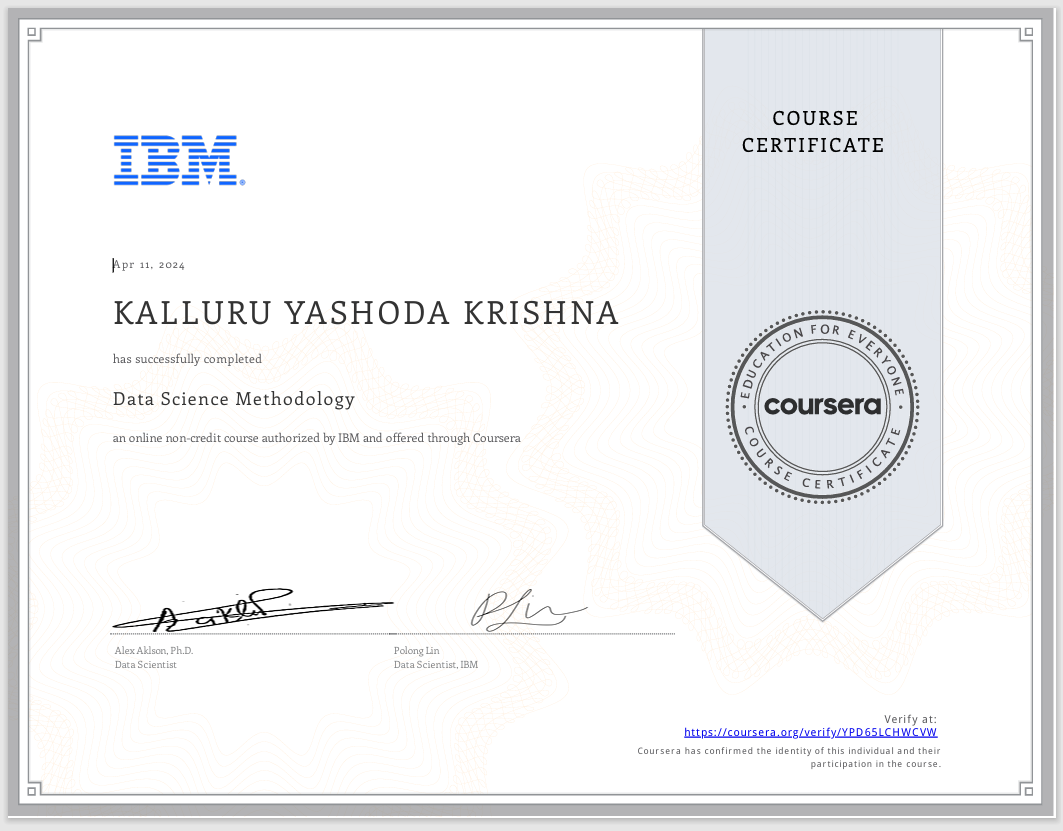 COURSE
CERTIFICATE
IBM®
Apr 11, 2024
KALLURU YASHODA KRISHNA
has successfully completed
Data Science Methodology
an online non-credit course authorized by IBM and offered through Coursera
EDUCATION FOR EVERYONE
coursera
COURSE CERTIFICATE
Alex Aklson, Ph.D.
Data Scientist
Polong Lin
Data Scientist, IBM
Verify at:
https://coursera.org/verify/YPD65LCHWCVW
Coursera has confirmed the identity of this individual and their
participation in the course.